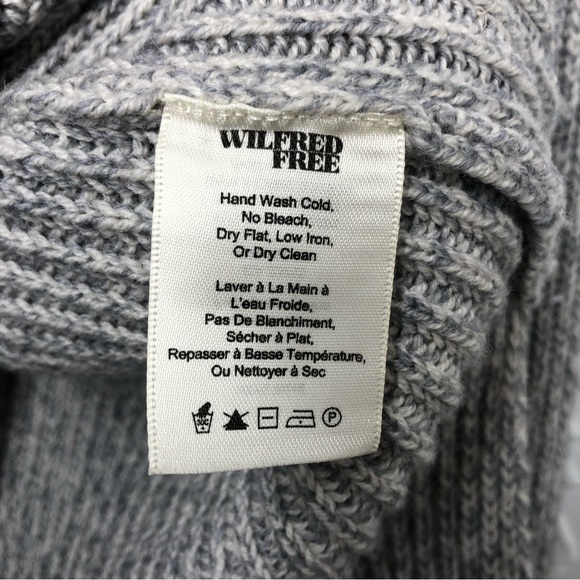 WILFRED
FREE
Hand Wash Cold,
No Bleach,
Dry Flat, Low Iron,
Or Dry Clean
Laver à La Main à
L'eau Froide,
Pas De Blanchiment,
Sécher à Plat,
Repasser à Basse Température,
Ou Nettoyer à Sec
30C P